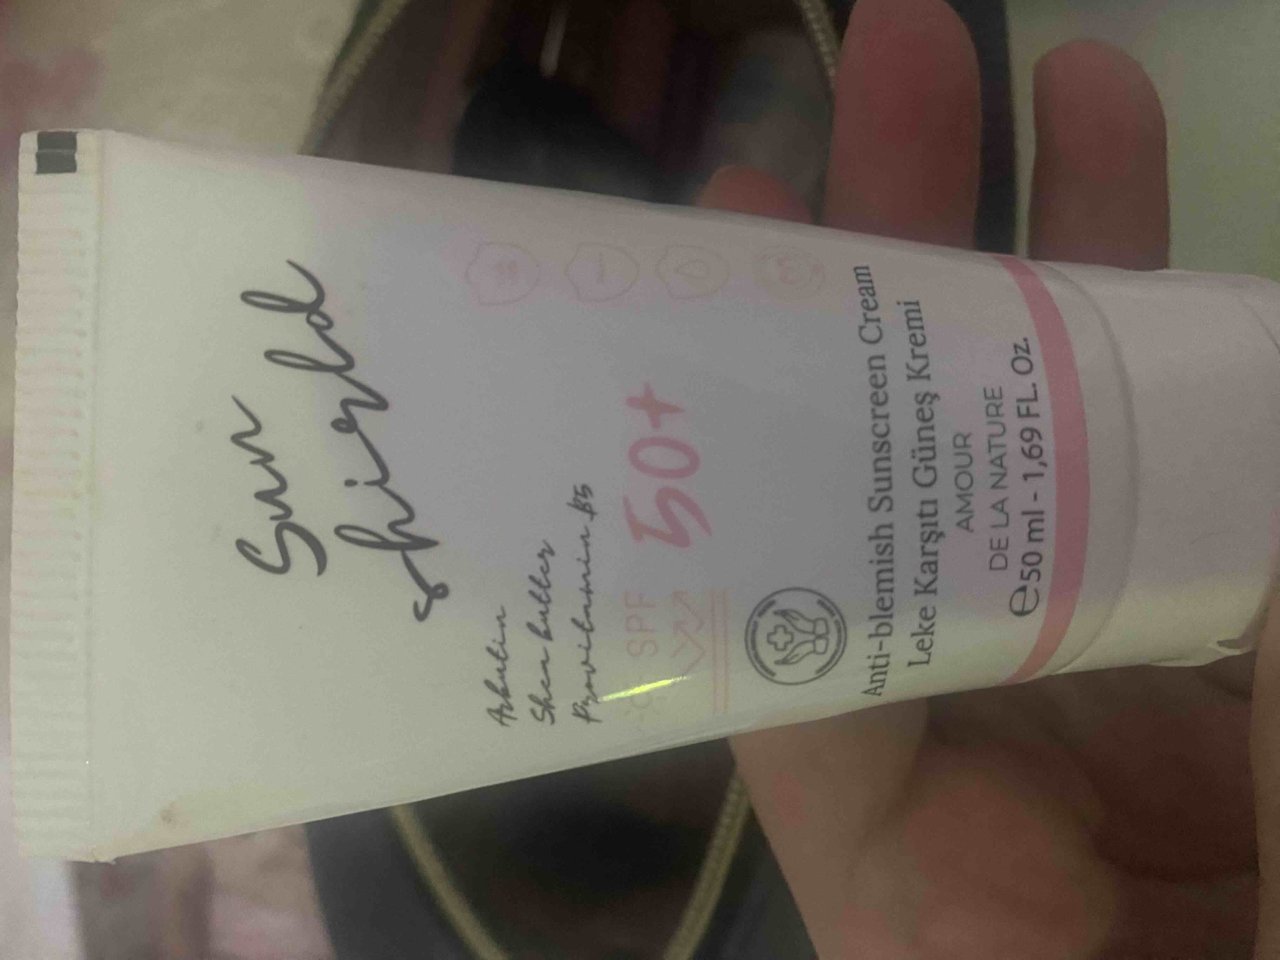 Sun
shield
Arbutin
Shea butter
Provitamin B5
SPF 50+
Anti-blemish Sunscreen Cream
Leke Karşıtı Güneş Kremi
AMOUR
DE LA NATURE
℮50 ml - 1,69 FL. Oz.